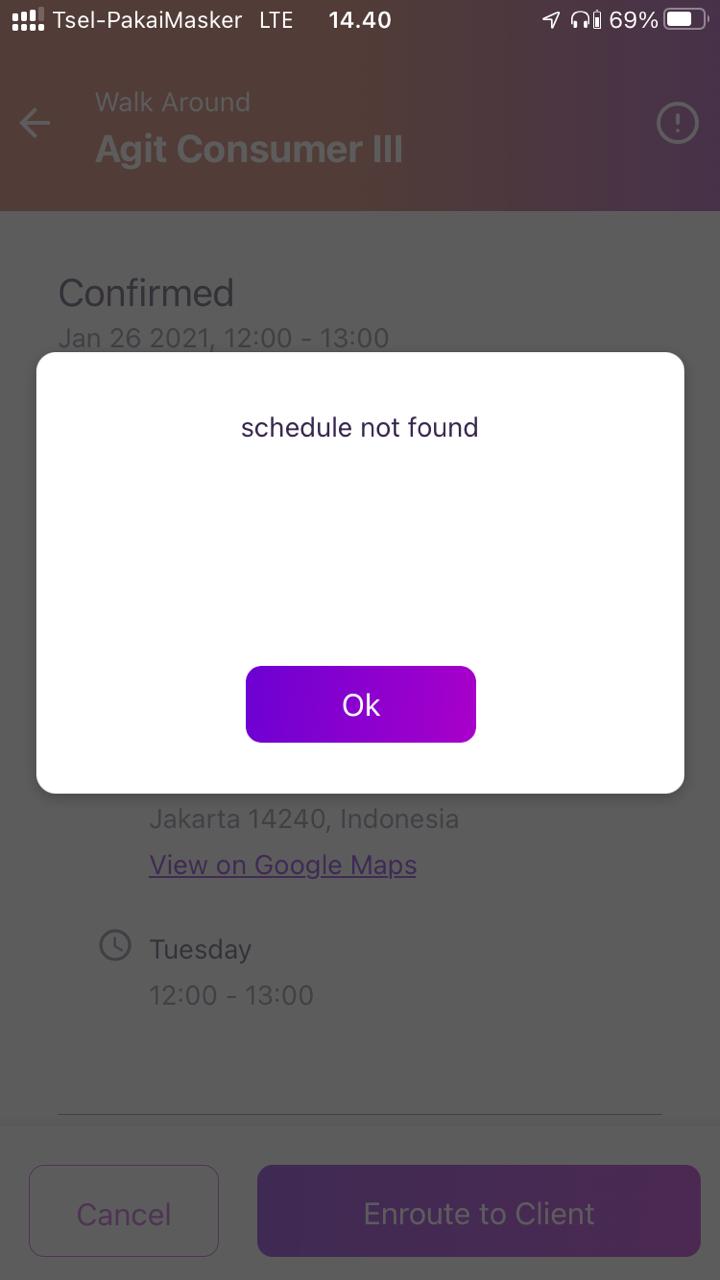 Tsel-PakaiMasker LTE 14.40 69%
Walk Around
Agit Consumer III
Confirmed
Jan 26 2021, 12:00 - 13:00
schedule not found
Ok
Jakarta 14240, Indonesia
View on Google Maps
Tuesday
12:00 - 13:00
Cancel
Enroute to Client